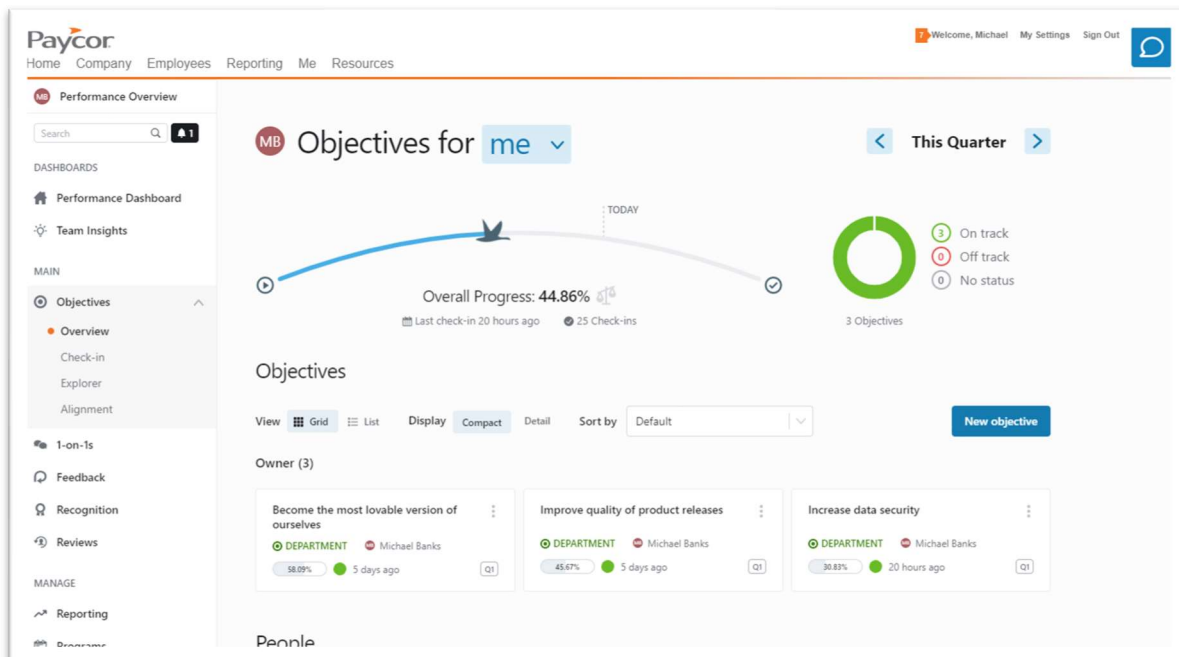 Paycor
7 Welcome, Michael My Settings Sign Out
Home Company Employees Reporting Me Resources
MB Performance Overview
Search 1
DASHBOARDS
Performance Dashboard
Team Insights
MAIN
Objectives
Overview
Check-in
Explorer
Alignment
1-on-1s
Feedback
Recognition
Reviews
MANAGE
Reporting
Programs
MB Objectives for me
This Quarter
TODAY
Overall Progress: 44.86%
Last check-in 20 hours ago 25 Check-ins
3 On track
0 Off track
0 No status
3 Objectives
Objectives
View Grid List Display Compact Detail Sort by Default New objective
Owner (3)
Become the most lovable version of
ourselves
DEPARTMENT MB Michael Banks
58.09% 5 days ago Q1
Improve quality of product releases
DEPARTMENT MB Michael Banks
45.67% 5 days ago Q1
Increase data security
DEPARTMENT MB Michael Banks
30.83% 20 hours ago Q1
People